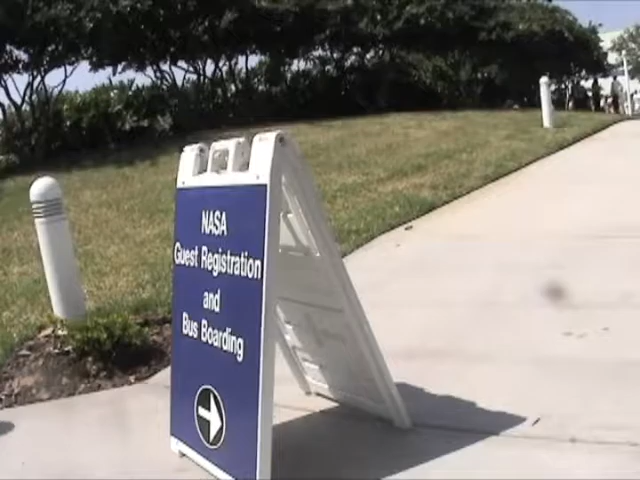 NASA
Guest Registration
and
Bus Boarding